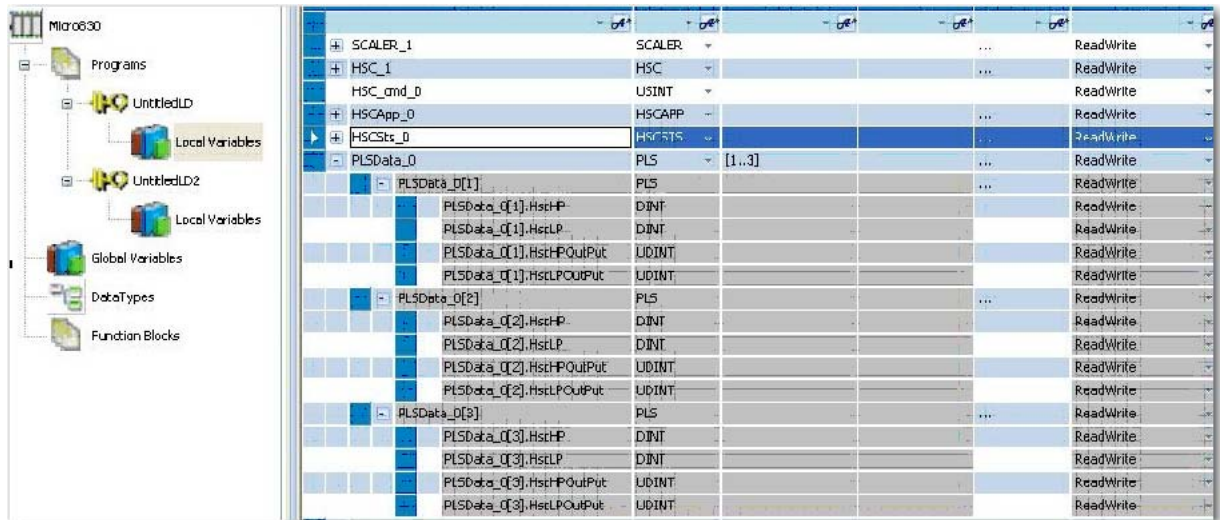 Micro830
Programs
UntitledLD
Local Variables
UntitledLD2
Local Variables
Global Variables
DataTypes
Function Blocks
SCALER_1 SCALER ... ReadWrite
HSC_1 HSC ... ReadWrite
HSC_cmd_0 USINT ReadWrite
HSCApp_0 HSCAPP ... ReadWrite
HSCSts_0 HSCSTS ... ReadWrite
PLSData_0 PLS [1..3] ... ReadWrite
PLSData_0[1] PLS ... ReadWrite
PLSData_0[1].HscHP DINT ReadWrite
PLSData_0[1].HscLP DINT ReadWrite
PLSData_0[1].HscHPOutPut UDINT ReadWrite
PLSData_0[1].HscLPOutPut UDINT ReadWrite
PLSData_0[2] PLS ... ReadWrite
PLSData_0[2].HscHP DINT ReadWrite
PLSData_0[2].HscLP DINT ReadWrite
PLSData_0[2].HscHPOutPut UDINT ReadWrite
PLSData_0[2].HscLPOutPut UDINT ReadWrite
PLSData_0[3] PLS ... ReadWrite
PLSData_0[3].HscHP DINT ReadWrite
PLSData_0[3].HscLP DINT ReadWrite
PLSData_0[3].HscHPOutPut UDINT ReadWrite
PLSData_0[3].HscLPOutPut UDINT ReadWrite